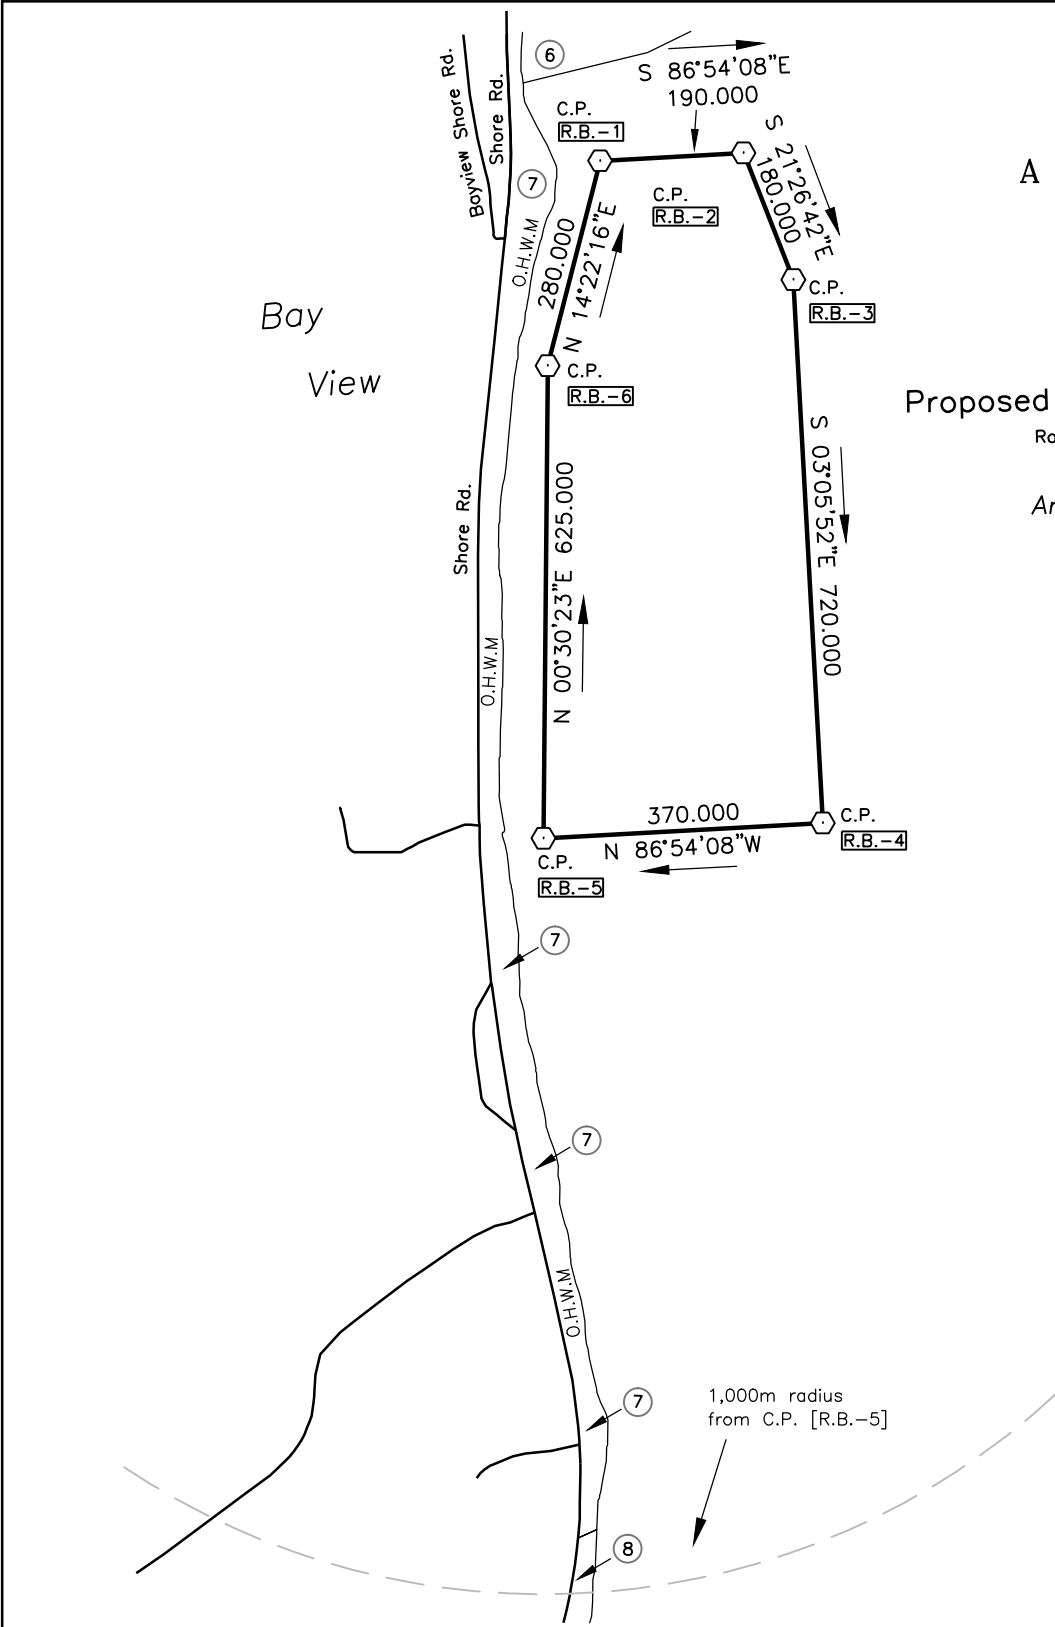 6
S 86°54'08"E
190.000
Bayview Shore Rd.
Shore Rd.
C.P.
R.B.-1
S 21°26'42"E
180.000
A
7
C.P.
R.B.-2
O.H.W.M
280.000
N 14°22'16"E
C.P.
R.B.-3
Bay
View
C.P.
R.B.-6
Proposed
S 03°05'52"E 720.000
Shore Rd.
N 00°30'23"E 625.000
O.H.W.M
370.000
N 86°54'08"W
C.P.
R.B.-4
C.P.
R.B.-5
7
7
O.H.W.M
7
1,000m radius
from C.P. [R.B.-5]
8